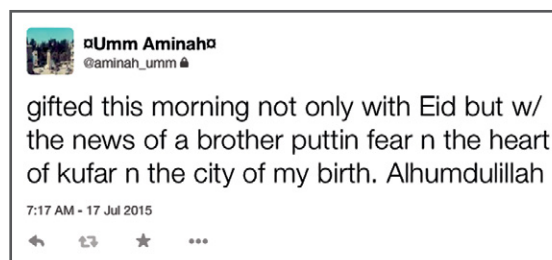 ¤Umm Aminah¤
@aminah_umm
gifted this morning not only with Eid but w/
the news of a brother puttin fear n the heart
of kufar n the city of my birth. Alhumdulillah
7:17 AM - 17 Jul 2015